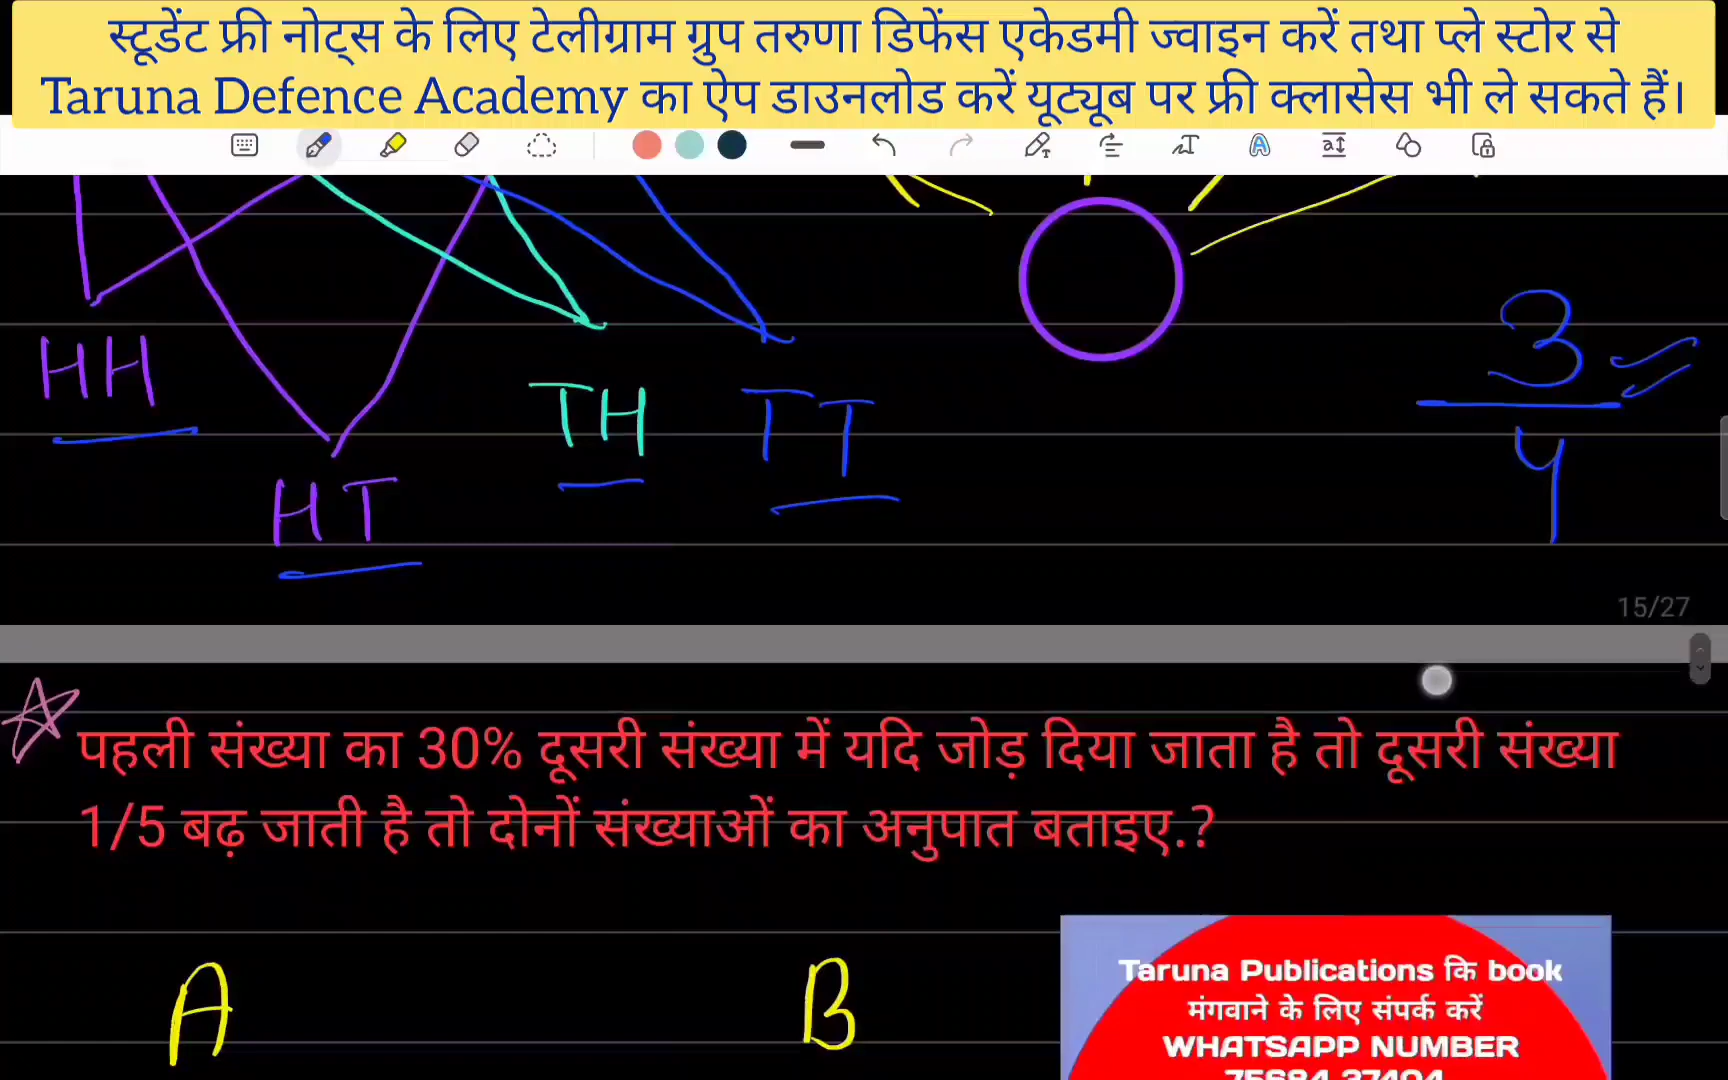 स्टूडेंट फ्री नोट्स के लिए टेलीग्राम ग्रुप तरुणा डिफेंस एकेडमी ज्वाइन करें तथा प्ले स्टोर से
Taruna Defence Academy का ऐप डाउनलोड करें यूट्यूब पर फ्री क्लासेस भी ले सकते हैं।
HH
HT
TH
TT
3
4
15/27
पहली संख्या का 30% दूसरी संख्या में यदि जोड़ दिया जाता है तो दूसरी संख्या
1/5 बढ़ जाती है तो दोनों संख्याओं का अनुपात बताइए.?
A B
Taruna Publications कि book
मंगवाने के लिए संपर्क करें
WHATSAPP NUMBER